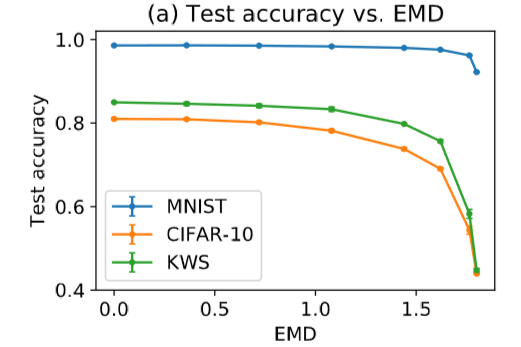 (a) Test accuracy vs. EMD
Test accuracy
1.0
0.8
0.6
0.4
MNIST
CIFAR-10
KWS
0.0 0.5 1.0 1.5
EMD